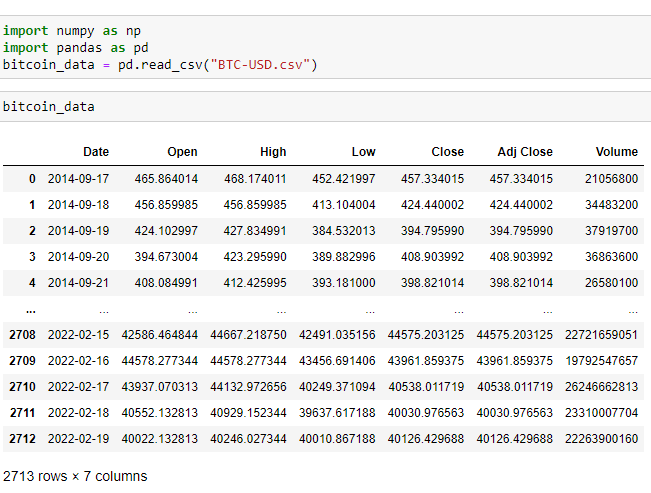 import numpy as np
import pandas as pd
bitcoin_data = pd.read_csv("BTC-USD.csv")
bitcoin_data
Date Open High Low Close Adj Close Volume
0 2014-09-17 465.864014 468.174011 452.421997 457.334015 457.334015 21056800
1 2014-09-18 456.859985 456.859985 413.104004 424.440002 424.440002 34483200
2 2014-09-19 424.102997 427.834991 384.532013 394.795990 394.795990 37919700
3 2014-09-20 394.673004 423.295990 389.882996 408.903992 408.903992 36863600
4 2014-09-21 408.084991 412.425995 393.181000 398.821014 398.821014 26580100
... ... ... ... ... ... ... ...
2708 2022-02-15 42586.464844 44667.218750 42491.035156 44575.203125 44575.203125 22721659051
2709 2022-02-16 44578.277344 44578.277344 43456.691406 43961.859375 43961.859375 19792547657
2710 2022-02-17 43937.070313 44132.972656 40249.371094 40538.011719 40538.011719 26246662813
2711 2022-02-18 40552.132813 40929.152344 39637.617188 40030.976563 40030.976563 23310007704
2712 2022-02-19 40022.132813 40246.027344 40010.867188 40126.429688 40126.429688 22263900160
2713 rows × 7 columns